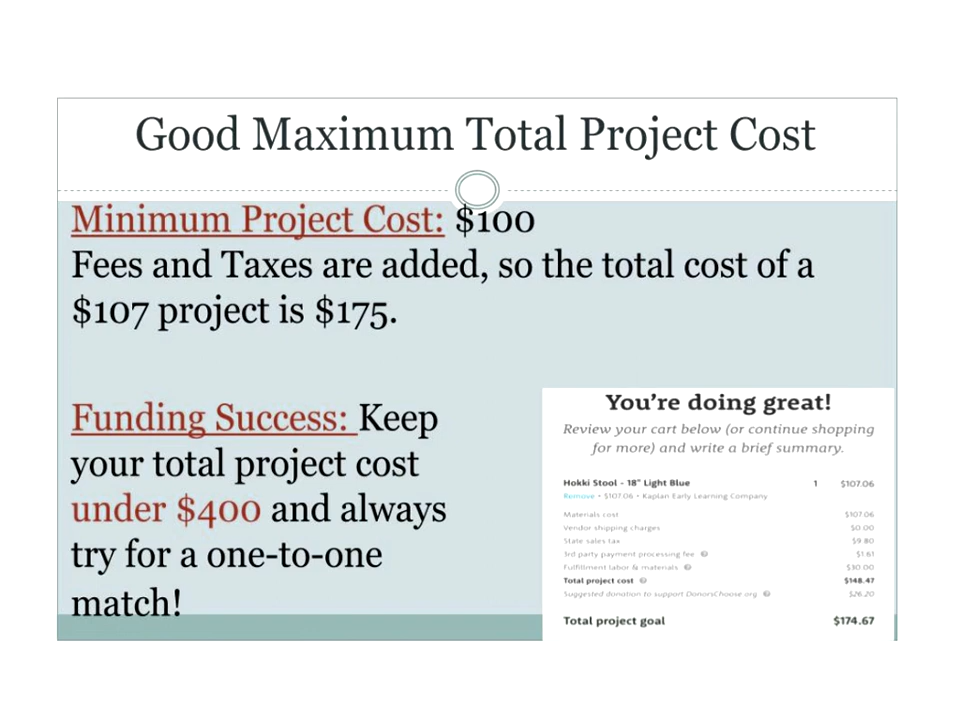 Good Maximum Total Project Cost
Minimum Project Cost: $100
Fees and Taxes are added, so the total cost of a
$107 project is $175.
Funding Success: Keep
your total project cost
under $400 and always
try for a one-to-one
match!
You're doing great!
Review your cart below (or continue shopping
for more) and write a brief summary.
Hokki Stool - 18" Light Blue 1 $107.06
Remove • $107.06 • Kaplan Early Learning Company
Materials cost $107.06
Vendor shipping charges $0.00
State sales tax $9.80
3rd party payment processing fee $1.61
Fulfillment labor & materials $30.00
Total project cost $148.47
Suggested donation to support DonorsChoose.org $26.20
Total project goal $174.67